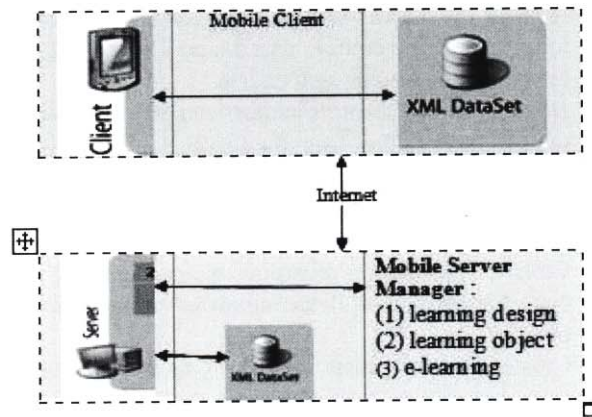 Mobile Client
Client
XML DataSet
Internet
2
Server
XML DataSet
Mobile Server
Manager :
(1) learning design
(2) learning object
(3) e-learning